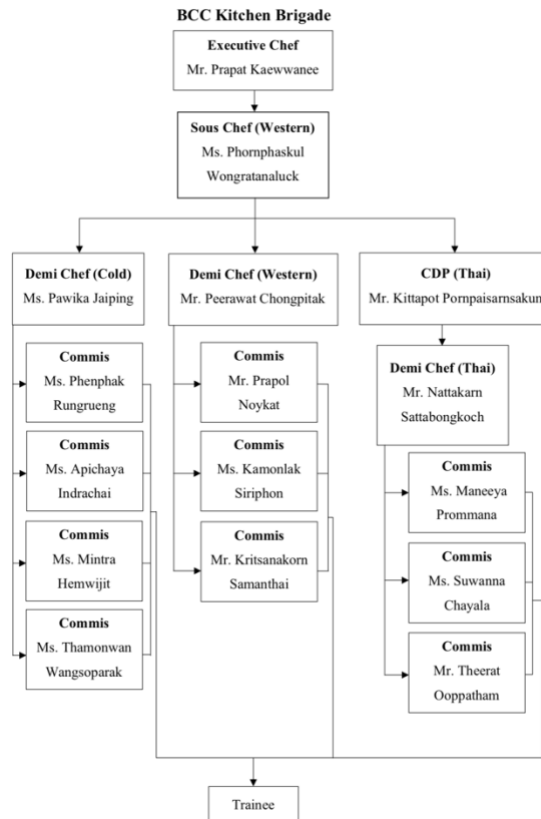 BCC Kitchen Brigade
Executive Chef
Mr. Prapat Kaewwanee
Sous Chef (Western)
Ms. Phornphaskul
Wongratanaluck
Demi Chef (Cold)
Ms. Pawika Jaiping
Commis
Ms. Phenphak
Rungrueng
Commis
Ms. Apichaya
Indrachai
Commis
Ms. Mintra
Hemwijit
Commis
Ms. Thamonwan
Wangsoparak
Demi Chef (Western)
Mr. Peerawat Chongpitak
Commis
Mr. Prapol
Noykat
Commis
Ms. Kamonlak
Siriphon
Commis
Mr. Kritsanakorn
Samanthai
CDP (Thai)
Mr. Kittapot Pornpaisarnsakun
Demi Chef (Thai)
Mr. Nattakarn
Sattabongkoch
Commis
Ms. Maneeya
Prommana
Commis
Ms. Suwanna
Chayala
Commis
Mr. Theerat
Ooppatham
Trainee